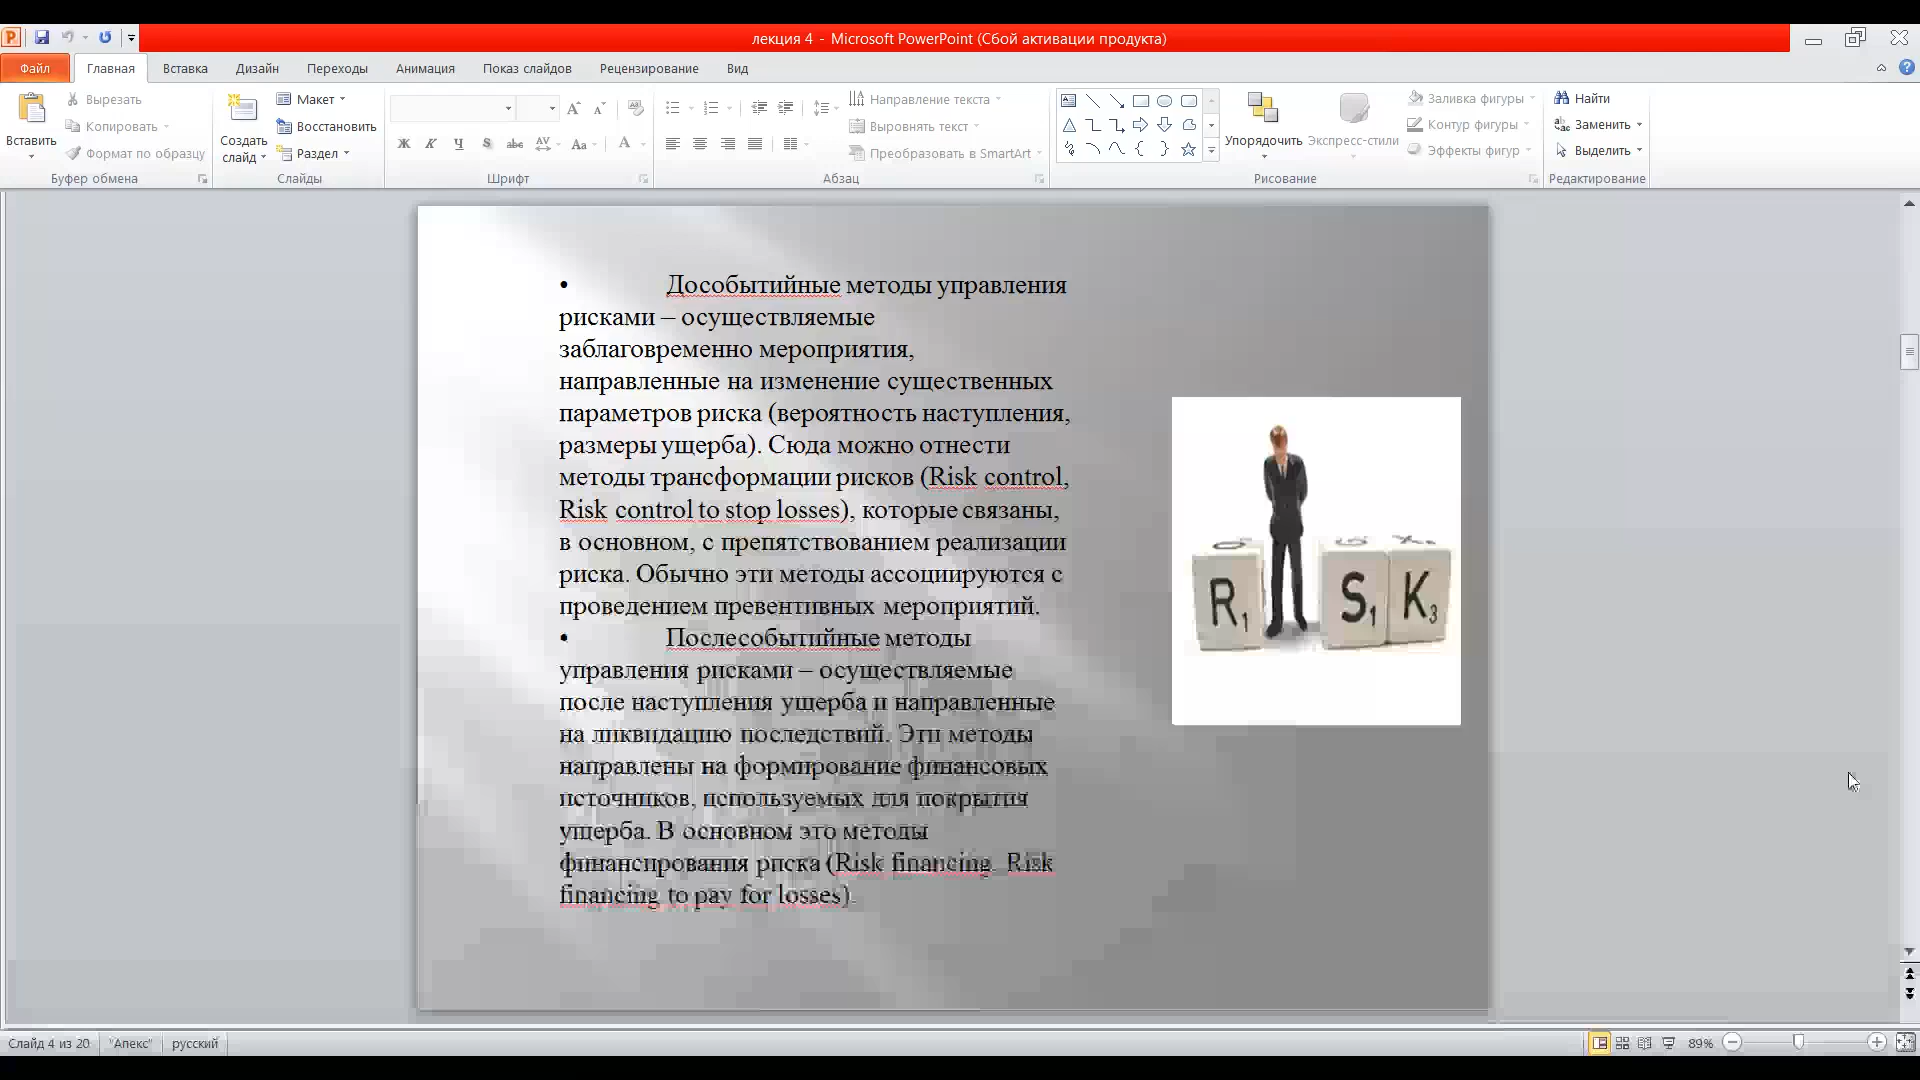 лекция 4 - Microsoft PowerPoint (Сбой активации продукта)
Файл Главная Вставка Дизайн Переходы Анимация Показ слайдов Рецензирование Вид
Вставить
Вырезать
Копировать
Формат по образцу
Буфер обмена
Создать слайд
Макет
Восстановить
Раздел
Слайды
Ж К Ч S abc AV Aa A
Шрифт
Направление текста
Выровнять текст
Преобразовать в SmartArt
Абзац
Упорядочить
Экспресс-стили
Заливка фигуры
Контур фигуры
Эффекты фигур
Рисование
Найти
Заменить
Выделить
Редактирование
• Дособытийные методы управления
рисками – осуществляемые
заблаговременно мероприятия,
направленные на изменение существенных
параметров риска (вероятность наступления,
размеры ущерба). Сюда можно отнести
методы трансформации рисков (Risk control,
Risk control to stop losses), которые связаны,
в основном, с препятствованием реализации
риска. Обычно эти методы ассоциируются с
проведением превентивных мероприятий.
• Послесобытийные методы
управления рисками – осуществляемые
после наступления ущерба и направленные
на ликвидацию последствий. Эти методы
направлены на формирование финансовых
источников, используемых для покрытия
ущерба. В основном это методы
финансирования риска (Risk financing. Risk
financing to pay for losses).
R1 S1 K3
Слайд 4 из 20 "Апекс" русский 89%